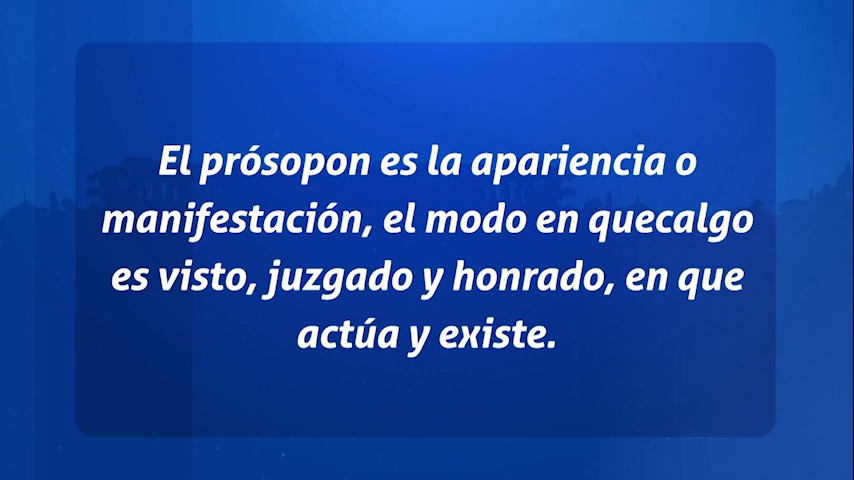 El prósopon es la apariencia o
manifestación, el modo en quecalgo
es visto, juzgado y honrado, en que
actúa y existe.